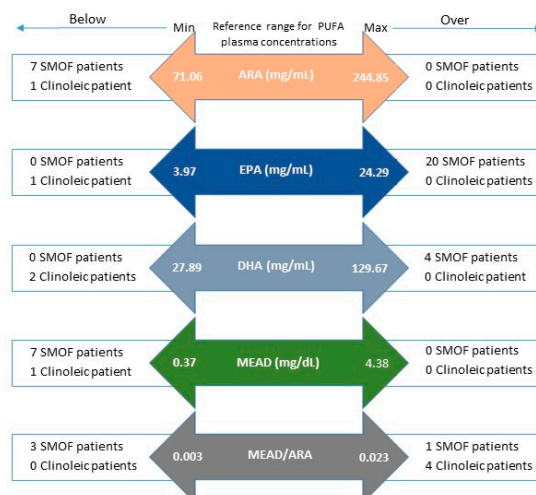 Below
Min
Reference range for PUFA
plasma concentrations
Max
Over
7 SMOF patients
1 Clinoleic patient
71.06
ARA (mg/mL)
244.85
0 SMOF patients
0 Clinoleic patients
0 SMOF patients
1 Clinoleic patient
3.97
EPA (mg/mL)
24.29
20 SMOF patients
0 Clinoleic patients
0 SMOF patients
2 Clinoleic patients
27.89
DHA (mg/mL)
129.67
4 SMOF patients
0 Clinoleic patient
7 SMOF patients
1 Clinoleic patient
0.37
MEAD (mg/dL)
4.38
0 SMOF patients
0 Clinoleic patients
3 SMOF patients
0 Clinoleic patients
0.003
MEAD/ARA
0.023
1 SMOF patients
4 Clinoleic patients